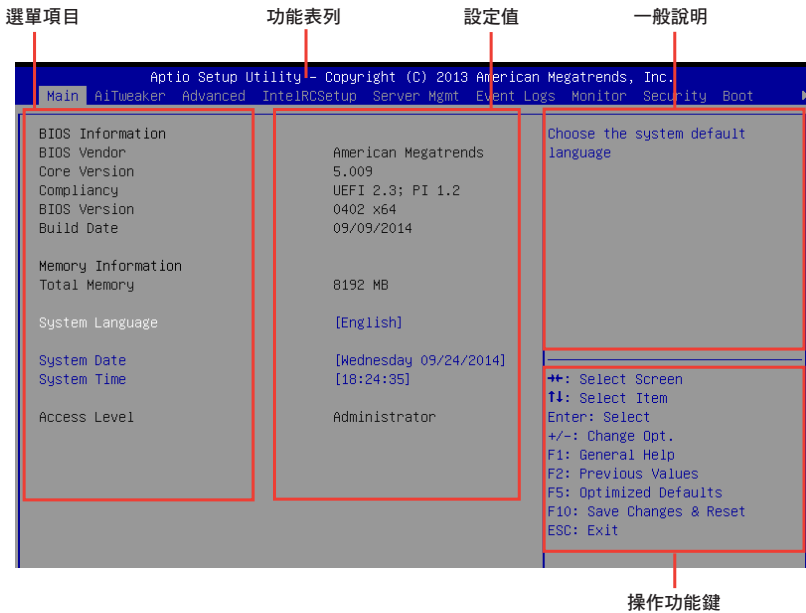 選單項目 功能表列 設定值 一般說明
Aptio Setup Utility – Copyright (C) 2013 American Megatrends, Inc.
Main AiTweaker Advanced IntelRCSetup Server Mgmt Event Logs Monitor Security Boot
BIOS Information
BIOS Vendor American Megatrends
Core Version 5.009
Compliancy UEFI 2.3; PI 1.2
BIOS Version 0402 x64
Build Date 09/09/2014
Memory Information
Total Memory 8192 MB
System Language [English]
System Date [Wednesday 09/24/2014]
System Time [18:24:35]
Access Level Administrator
Choose the system default
language
→←: Select Screen
↑↓: Select Item
Enter: Select
+/-: Change Opt.
F1: General Help
F2: Previous Values
F5: Optimized Defaults
F10: Save Changes & Reset
ESC: Exit
操作功能鍵